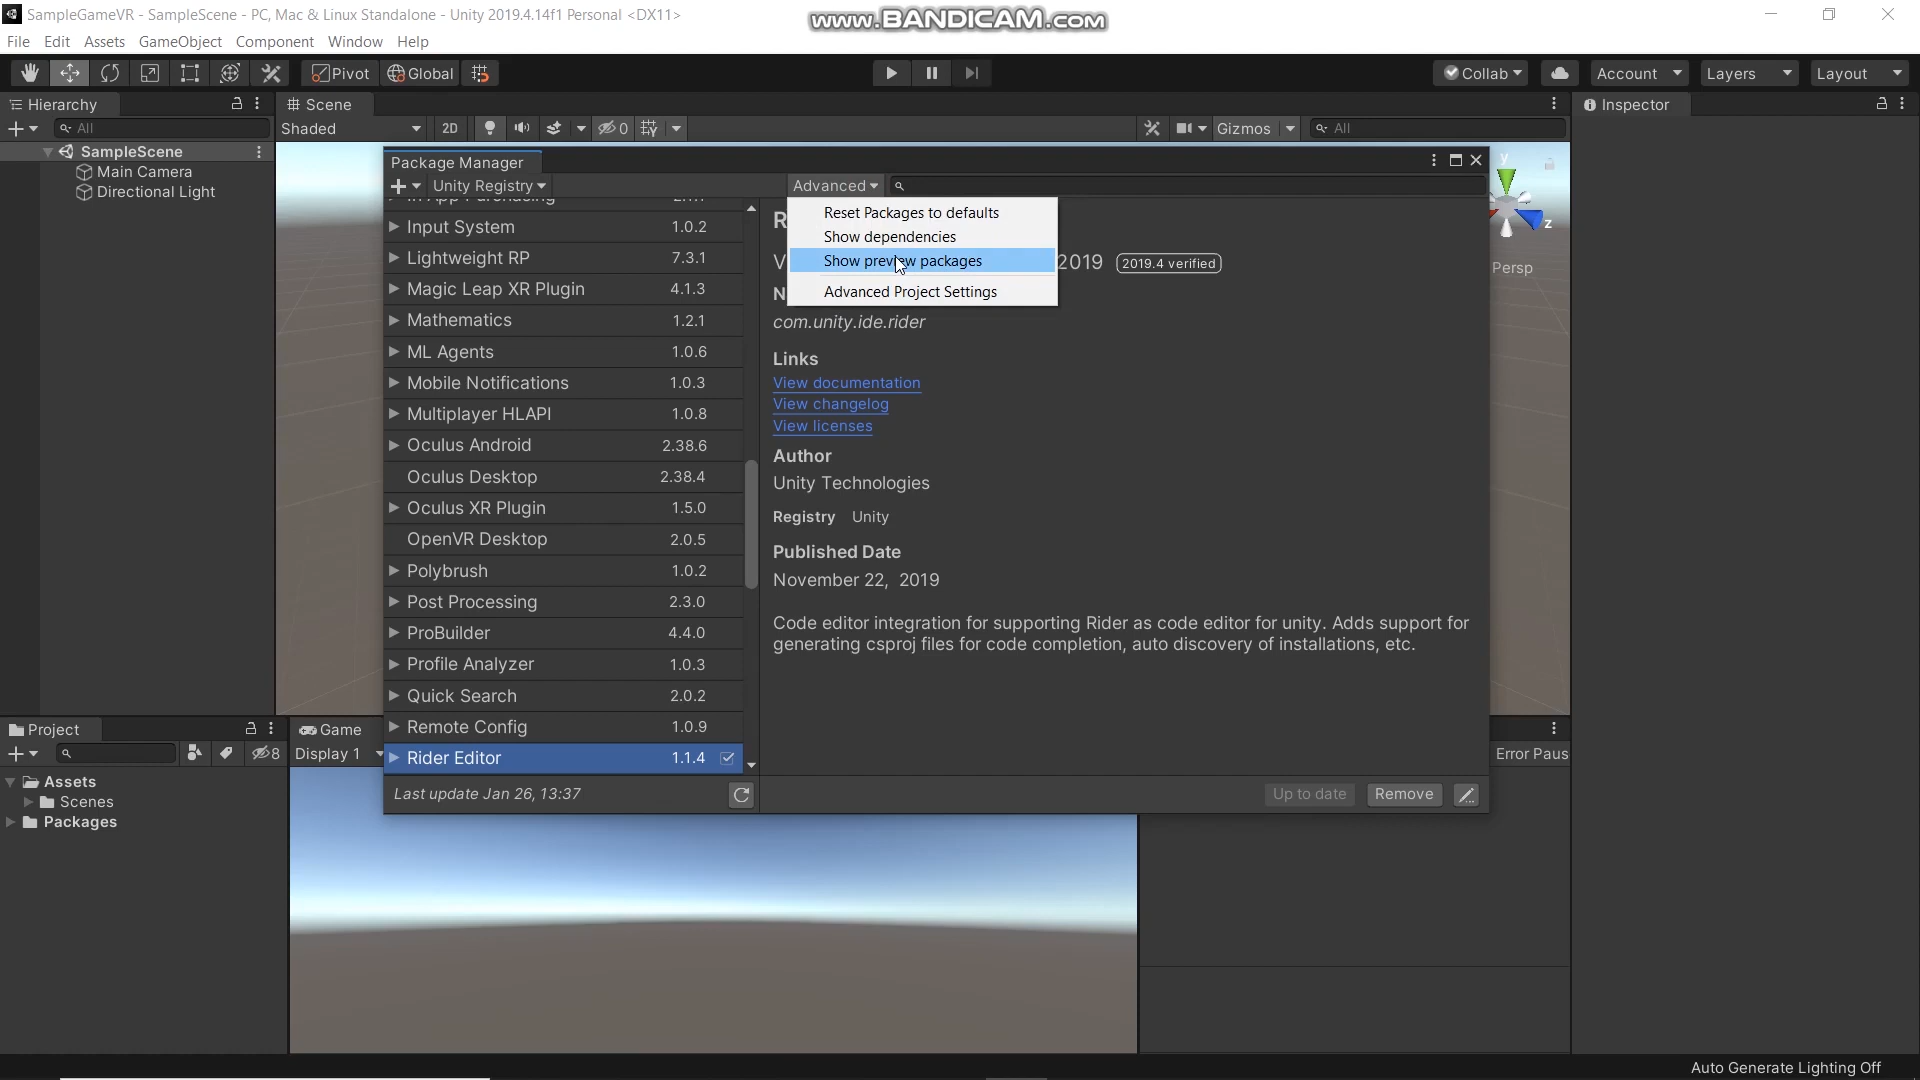 SampleGameVR - SampleScene - PC, Mac & Linux Standalone - Unity 2019.4.14f1 Personal <DX11>
www.BANDICAM.com
File Edit Assets GameObject Component Window Help
Pivot Global Collab Account Layers Layout
Hierarchy
All
SampleScene
Main Camera
Directional Light
Scene
Shaded 2D 0 Gizmos All
Inspector
y
z
Persp
Package Manager
Unity Registry Advanced
Input System 1.0.2
Lightweight RP 7.3.1
Magic Leap XR Plugin 4.1.3
Mathematics 1.2.1
ML Agents 1.0.6
Mobile Notifications 1.0.3
Multiplayer HLAPI 1.0.8
Oculus Android 2.38.6
Oculus Desktop 2.38.4
Oculus XR Plugin 1.5.0
OpenVR Desktop 2.0.5
Polybrush 1.0.2
Post Processing 2.3.0
ProBuilder 4.4.0
Profile Analyzer 1.0.3
Quick Search 2.0.2
Remote Config 1.0.9
Rider Editor 1.1.4
Last update Jan 26, 13:37
Reset Packages to defaults
Show dependencies
Show preview packages
Advanced Project Settings
R
V 2019 2019.4 verified
N
com.unity.ide.rider
Links
View documentation
View changelog
View licenses
Author
Unity Technologies
Registry Unity
Published Date
November 22, 2019
Code editor integration for supporting Rider as code editor for unity. Adds support for
generating csproj files for code completion, auto discovery of installations, etc.
Up to date Remove
Project
8
Assets
Scenes
Packages
Game
Display 1
Error Paus
Auto Generate Lighting Off